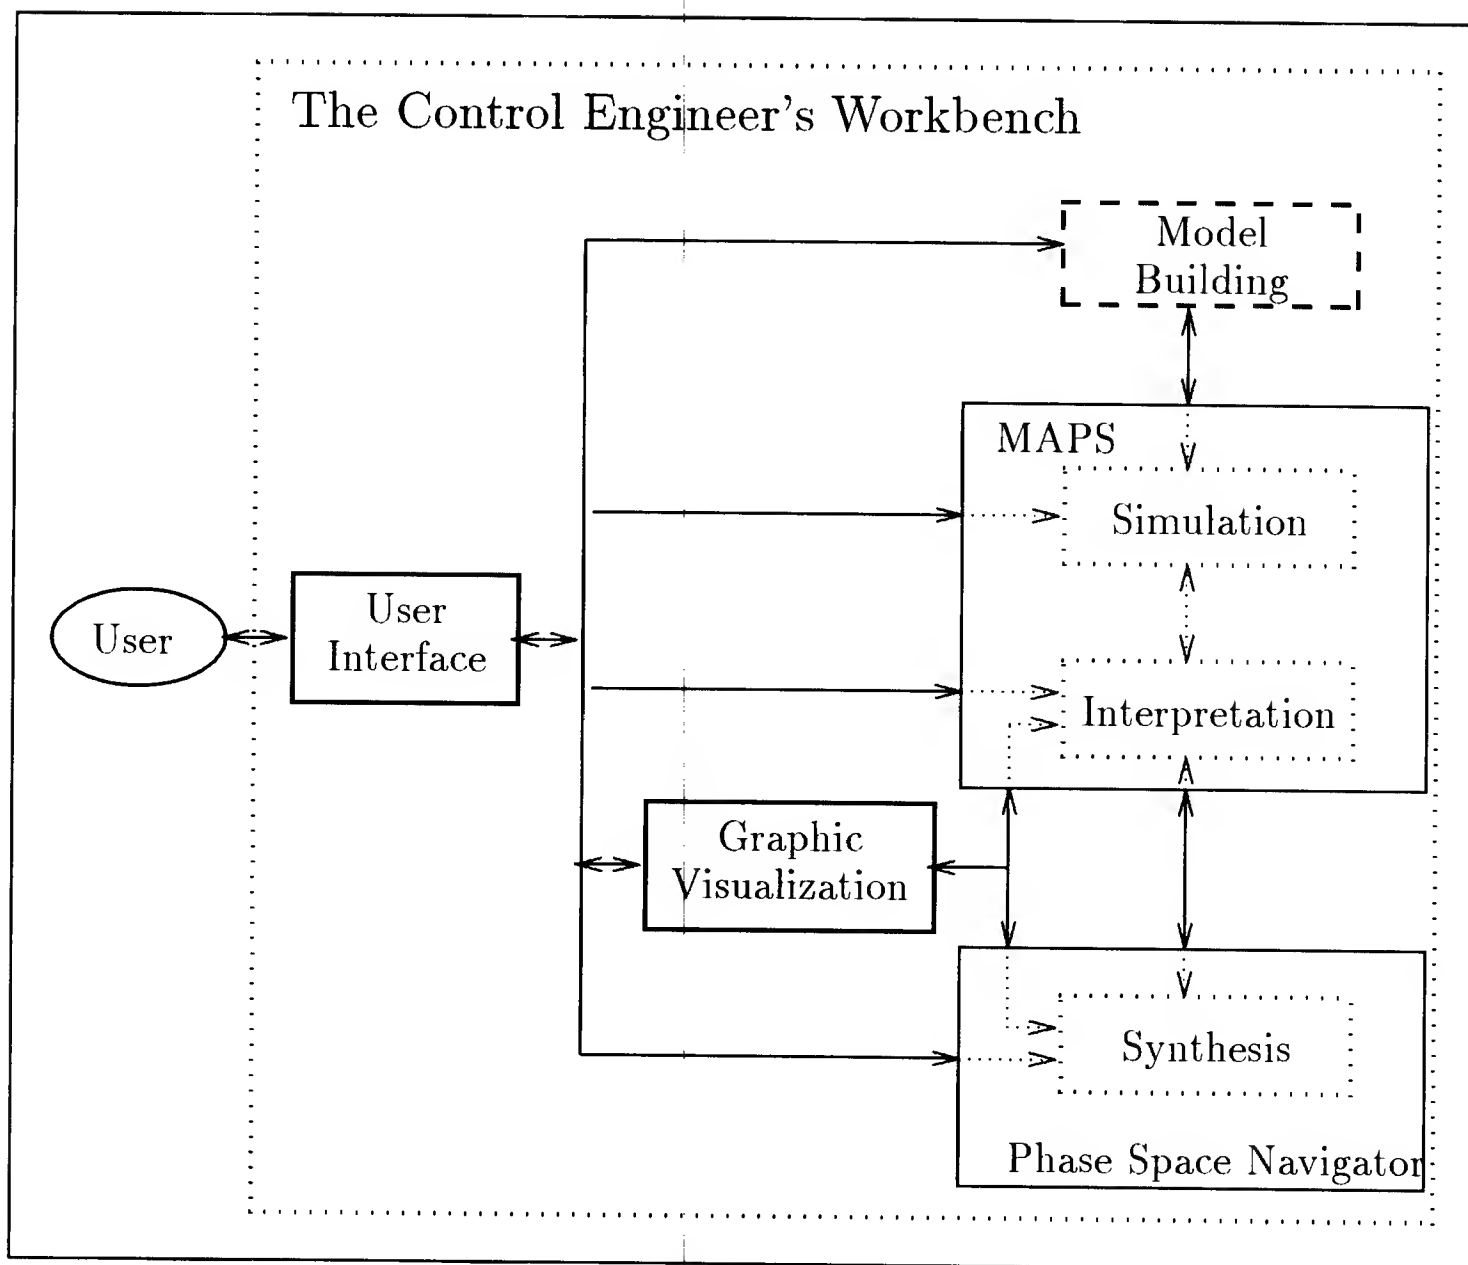 The Control Engineer's Workbench
Model
Building
MAPS
Simulation
User
User
Interface
Interpretation
Graphic
Visualization
Synthesis
Phase Space Navigator